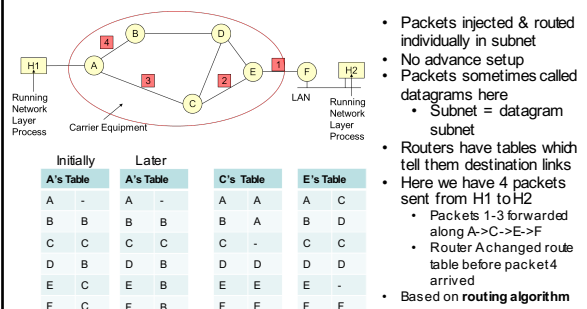 B
D
4
A
H1
3
2
1
E
F
H2
C
LAN
Running
Network
Layer
Process
Carrier Equipment
Running
Network
Layer
Process
Initially Later
A's Table A's Table C's Table E's Table
A - A - A A A C
B B B B B A B D
C C C C C - C C
D B D B D D D D
E C E B E E E -
F C F B F E F F
• Packets injected & routed
individually in subnet
• No advance setup
• Packets sometimes called
datagrams here
• Subnet = datagram
subnet
• Routers have tables which
tell them destination links
• Here we have 4 packets
sent from H1 to H2
• Packets 1-3 forwarded
along A->C->E->F
• Router A changed route
table before packet 4
arrived
• Based on routing algorithm